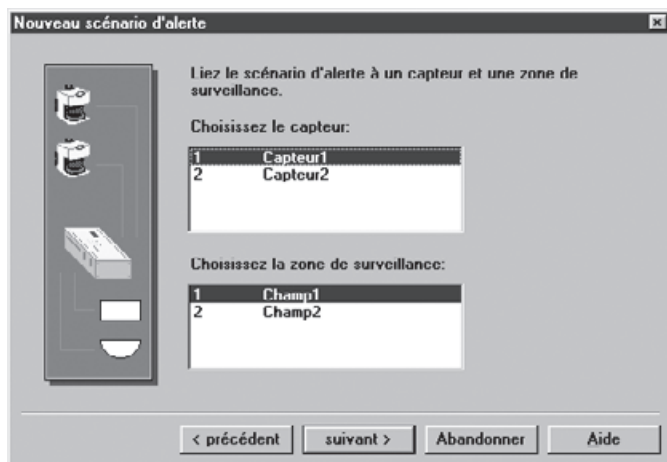 Nouveau scénario d'alerte
Liez le scénario d'alerte à un capteur et une zone de
surveillance.
Choisissez le capteur:
1 Capteur1
2 Capteur2
Choisissez la zone de surveillance:
1 Champ1
2 Champ2
< précédent suivant > Abandonner Aide